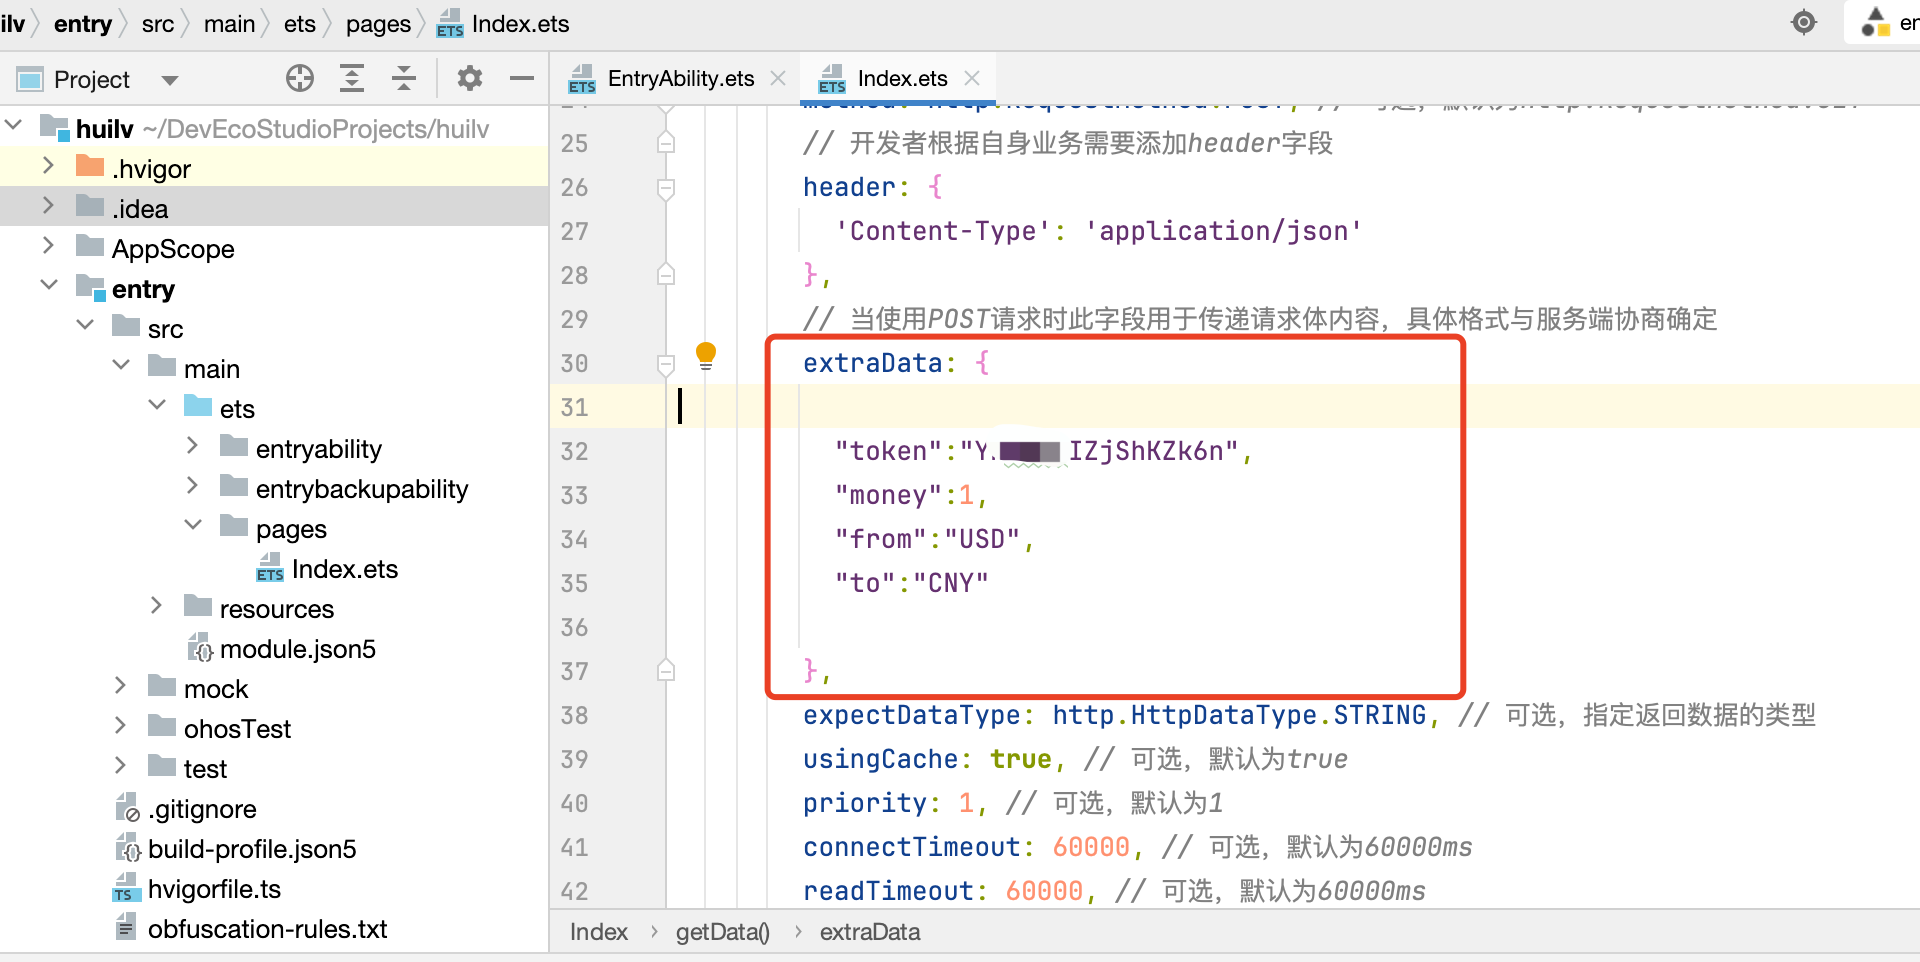 ilv entry src main ets pages Index.ets
en
Project
EntryAbility.ets
Index.ets
huilv ~/DevEcoStudioProjects/huilv
.hvigor
.idea
AppScope
entry
src
main
ets
entryability
entrybackupability
pages
Index.ets
resources
module.json5
mock
ohosTest
test
.gitignore
build-profile.json5
hvigorfile.ts
obfuscation-rules.txt
25 // 开发者根据自身业务需要添加header字段
26 header: {
27 'Content-Type': 'application/json'
28 },
29 // 当使用POST请求时此字段用于传递请求体内容，具体格式与服务端协商确定
30 extraData: {
31
32 "token":"Y. IZjShKZk6n",
33 "money":1,
34 "from":"USD",
35 "to":"CNY"
36
37 },
38 expectDataType: http.HttpDataType.STRING, // 可选，指定返回数据的类型
39 usingCache: true, // 可选，默认为true
40 priority: 1, // 可选，默认为1
41 connectTimeout: 60000, // 可选，默认为60000ms
42 readTimeout: 60000, // 可选，默认为60000ms
Index getData() extraData